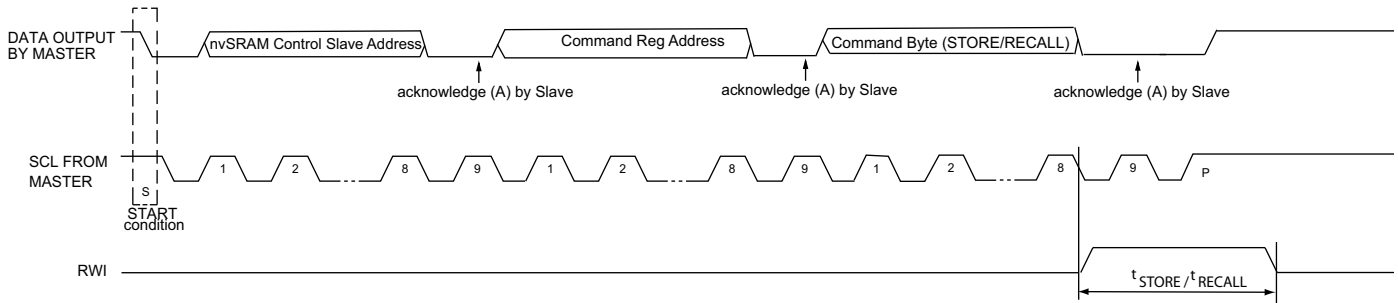 DATA OUTPUT
BY MASTER
nvSRAM Control Slave Address
Command Reg Address
Command Byte (STORE/RECALL)
acknowledge (A) by Slave
acknowledge (A) by Slave
acknowledge (A) by Slave
SCL FROM
MASTER
S
1
2
8
9
1
2
8
9
1
2
8
9
P
START
condition
RWI
t STORE / t RECALL